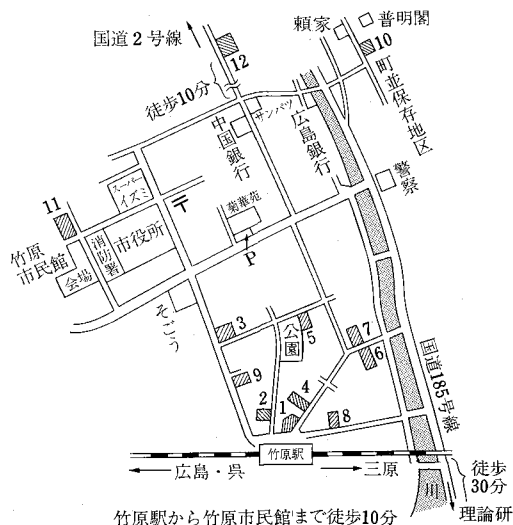 国道2号線
頼家
普明閣
10
12
町並保存地区
徒歩10分
サンパツ
中国銀行
広島銀行
警察
スーパー
イズミ
〒
菊華苑
11
竹原
市民館
会場
消防署
市役所
P
そごう
3
公園
5
7
6
9
4
2
1
8
国道185号線
竹原駅
広島・呉
三原
徒歩
30分
川
理論研
竹原駅から竹原市民館まで徒歩10分